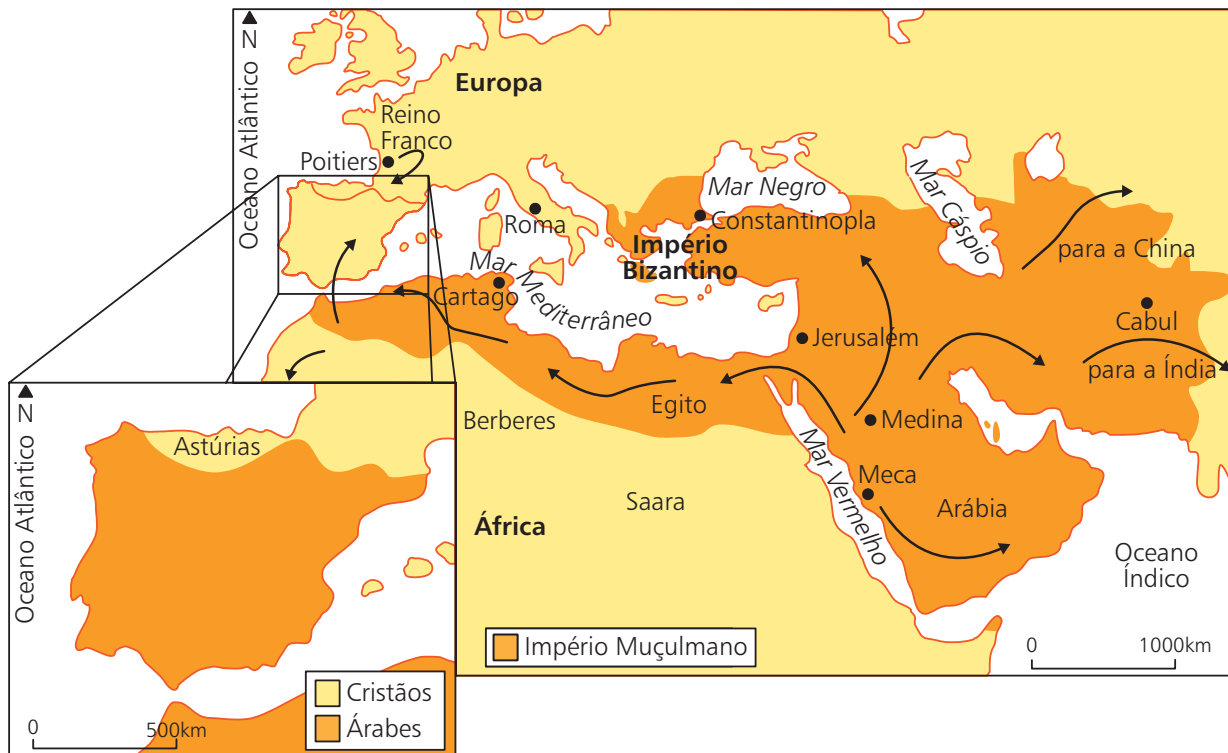 N
Oceano Atlântico
Europa
Reino
Franco
Poitiers
Mar Negro
Mar Cáspio
Roma
Constantinopla
Império
Bizantino
para a China
Mar Mediterrâneo
Cartago
Cabul
Jerusalém
para a Índia
Egito
Berberes
Medina
Mar Vermelho
Meca
Saara
Arábia
África
Oceano
Índico
Império Muçulmano
0 1000km
N
Oceano Atlântico
Astúrias
Cristãos
Árabes
0 500km